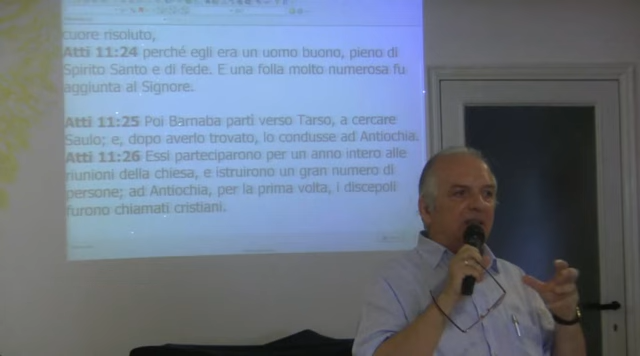 cuore risoluto,
Atti 11:24 perché egli era un uomo buono, pieno di
Spirito Santo e di fede. E una folla molto numerosa fu
aggiunta al Signore.
Atti 11:25 Poi Barnaba partì verso Tarso, a cercare
Saulo; e, dopo averlo trovato, lo condusse ad Antiochia.
Atti 11:26 Essi parteciparono per un anno intero alle
riunioni della chiesa, e istruirono un gran numero di
persone; ad Antiochia, per la prima volta, i discepoli
furono chiamati cristiani.